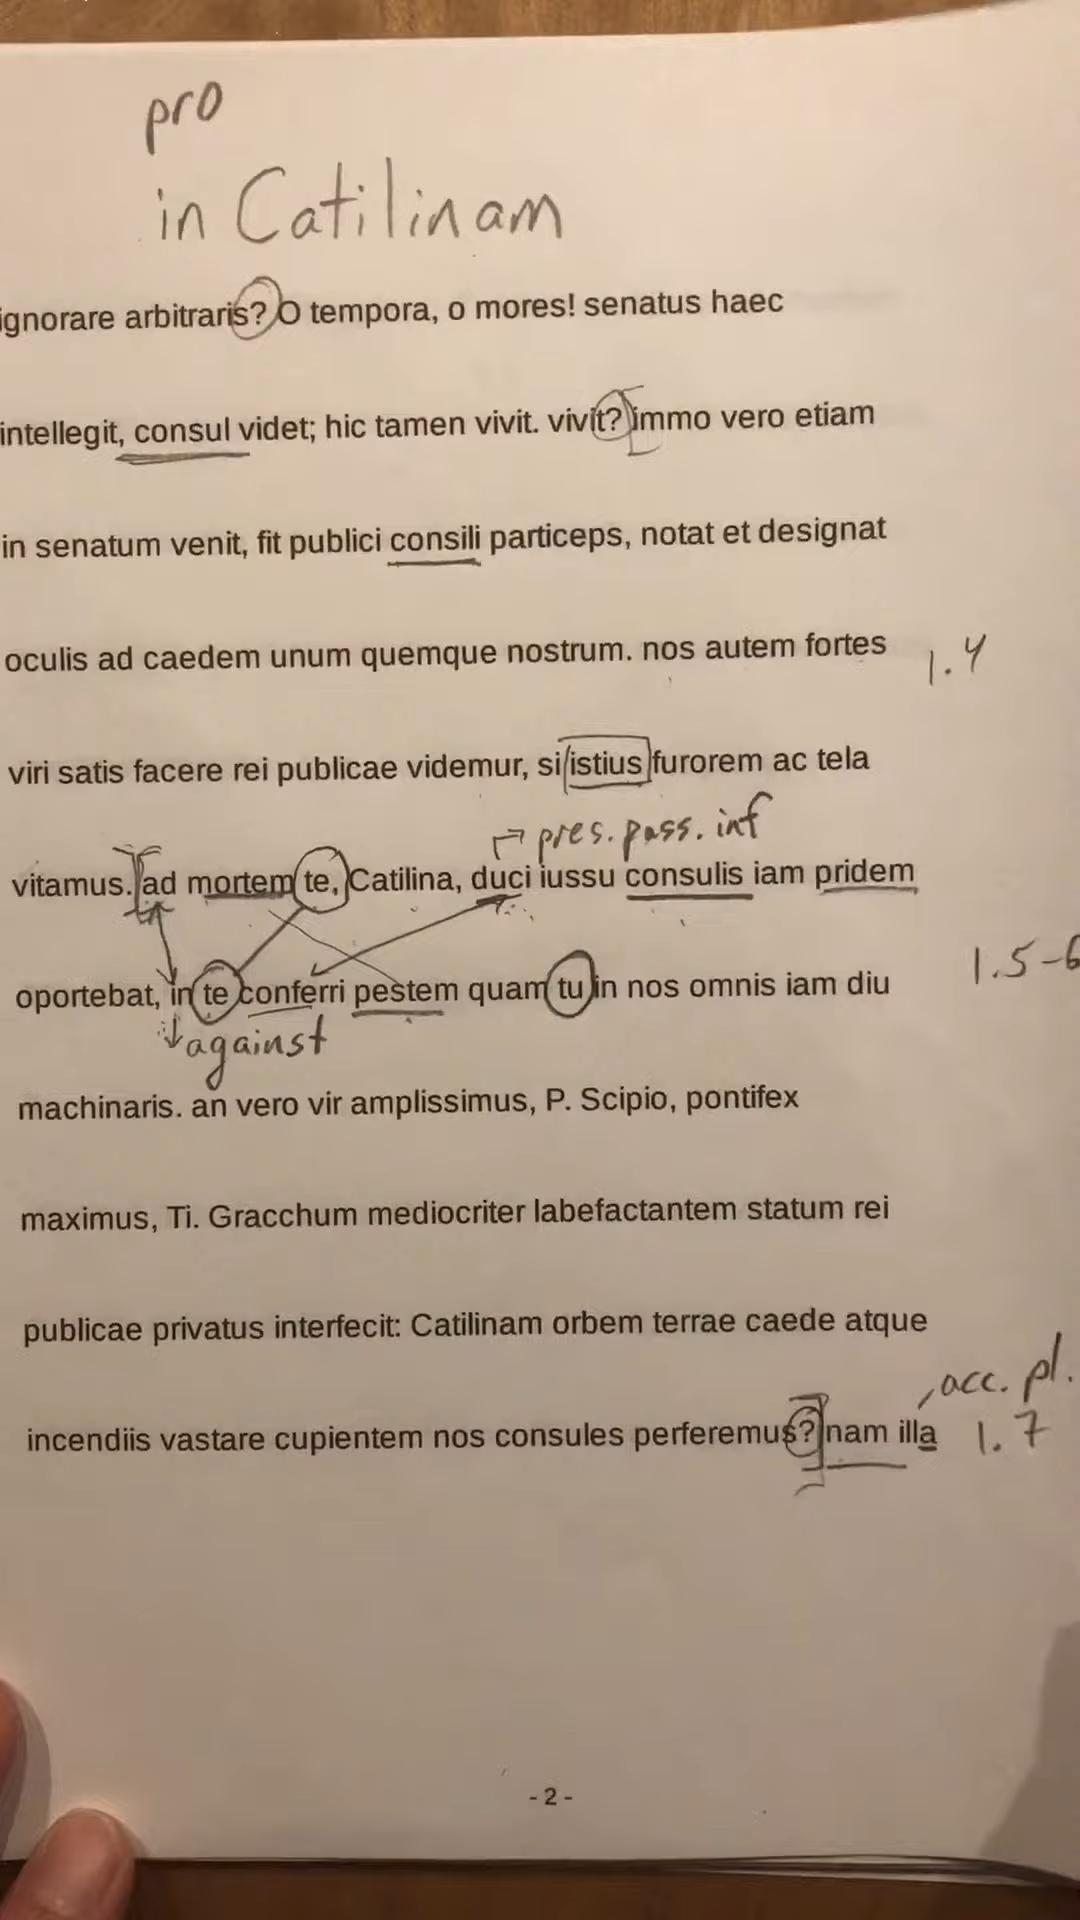 pro
in Catilinam
ignorare arbitraris? O tempora, o mores! senatus haec
intellegit, consul videt; hic tamen vivit. vivit? immo vero etiam
in senatum venit, fit publici consili particeps, notat et designat
oculis ad caedem unum quemque nostrum. nos autem fortes 1.4
viri satis facere rei publicae videmur, si istius furorem ac tela
pres. pass. inf
vitamus. ad mortem te, Catilina, duci iussu consulis iam pridem
oportebat, in te conferri pestem quam tu in nos omnis iam diu 1.5-6
against
machinaris. an vero vir amplissimus, P. Scipio, pontifex
maximus, Ti. Gracchum mediocriter labefactantem statum rei
publicae privatus interfecit: Catilinam orbem terrae caede atque
acc. pl.
incendiis vastare cupientem nos consules perferemus? nam illa 1.7
- 2 -